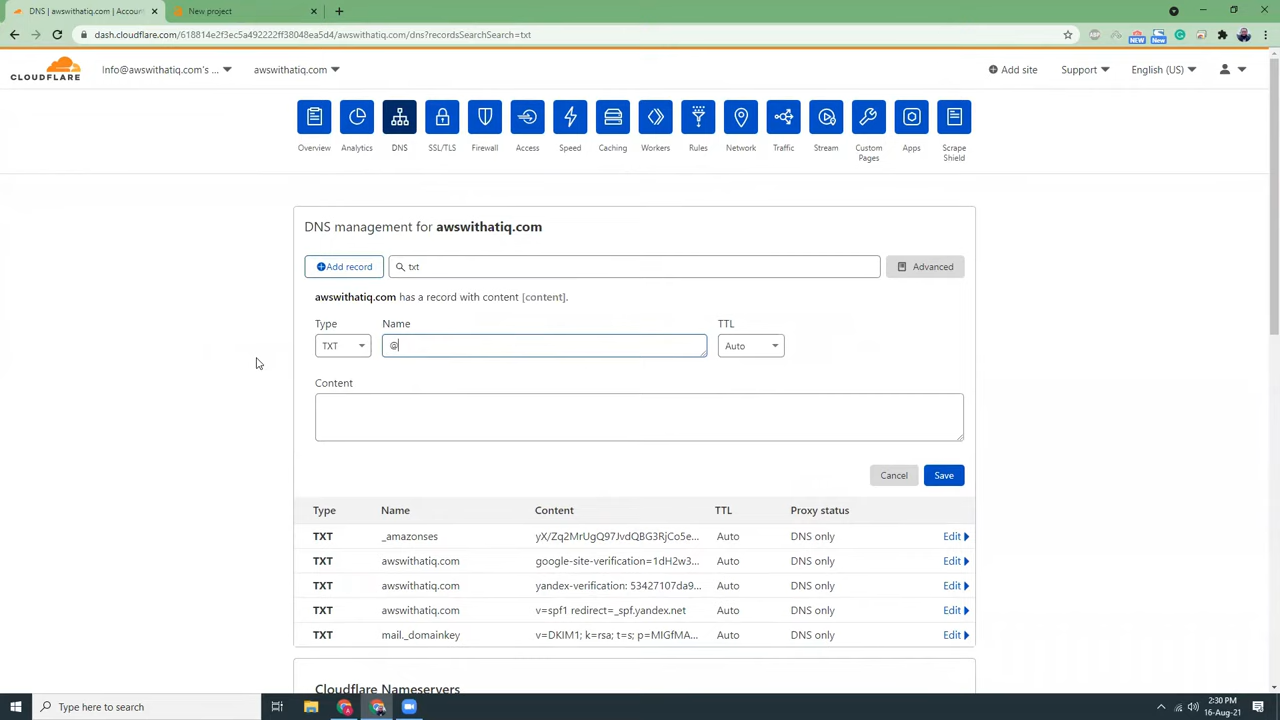 DNS | awswithatiq.com | Account
New project
dash.cloudflare.com/618814e2f3ec5a492222ff38048ea5d4/awswithatiq.com/dns?recordsSearchSearch=txt
NEW
New
CLOUDFLARE
Info@awswithatiq.com's ...
awswithatiq.com
Add site
Support
English (US)
Overview
Analytics
DNS
SSL/TLS
Firewall
Access
Speed
Caching
Workers
Rules
Network
Traffic
Stream
Custom Pages
Apps
Scrape Shield
DNS management for awswithatiq.com
Add record
txt
Advanced
awswithatiq.com has a record with content [content].
Type
Name
TTL
TXT
@
Auto
Content
Cancel
Save
Type Name Content TTL Proxy status
TXT _amazonses yX/Zq2MrUgQ97JvdQBG3RjCo5e... Auto DNS only Edit
TXT awswithatiq.com google-site-verification=1dH2w3... Auto DNS only Edit
TXT awswithatiq.com yandex-verification: 53427107da9... Auto DNS only Edit
TXT awswithatiq.com v=spf1 redirect=_spf.yandex.net Auto DNS only Edit
TXT mail._domainkey v=DKIM1; k=rsa; t=s; p=MIGfMA... Auto DNS only Edit
Cloudflare Nameservers
Type here to search
2:30 PM
16-Aug-21